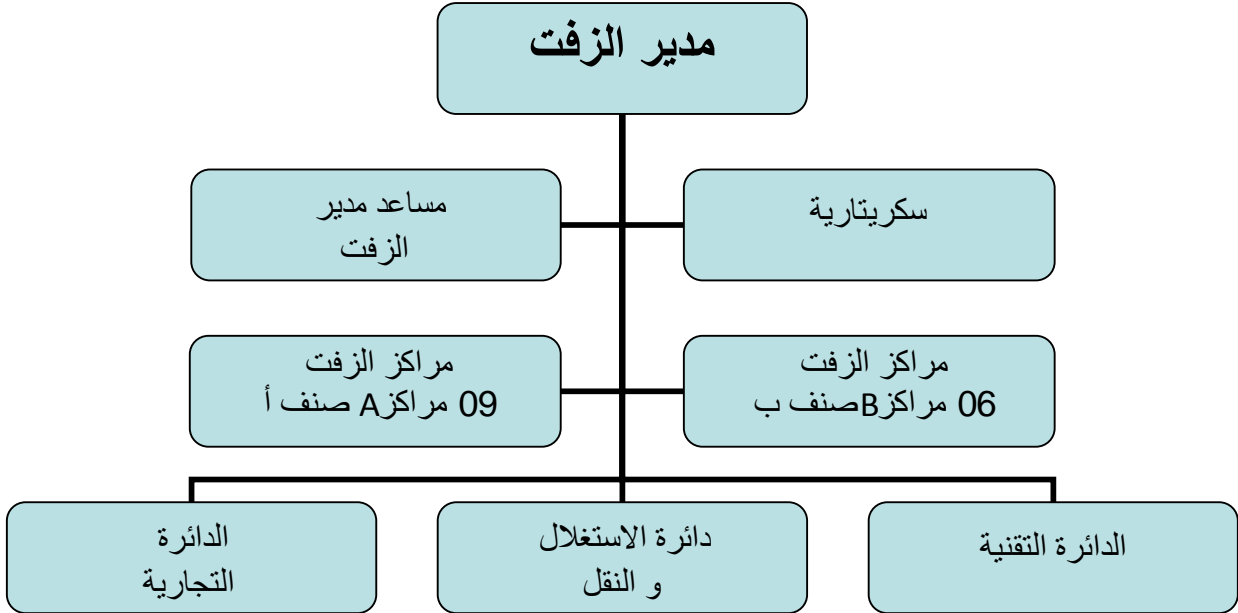 مدير الزفت
سكريتارية
مساعد مدير
الزفت
مراكز الزفت
06 مراكزBصنف ب
مراكز الزفت
09 مراكزA صنف أ
الدائرة التقنية
دائرة الاستغلال
و النقل
الدائرة
التجارية